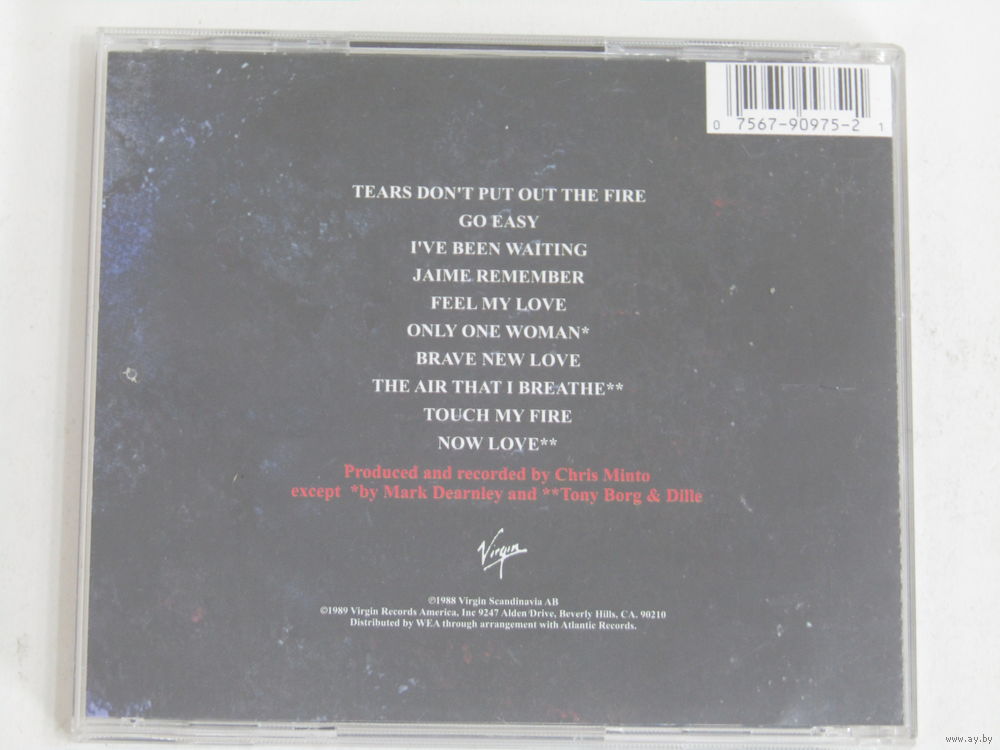 0 7567-90975-2 1
TEARS DON'T PUT OUT THE FIRE
GO EASY
I'VE BEEN WAITING
JAIME REMEMBER
FEEL MY LOVE
ONLY ONE WOMAN*
BRAVE NEW LOVE
THE AIR THAT I BREATHE**
TOUCH MY FIRE
NOW LOVE**
Produced and recorded by Chris Minto
except *by Mark Dearnley and **Tony Borg & Dille
Virgin
℗1988 Virgin Scandinavia AB
©1989 Virgin Records America, Inc 9247 Alden Drive, Beverly Hills, CA. 90210
Distributed by WEA through arrangement with Atlantic Records.
www.ay.by